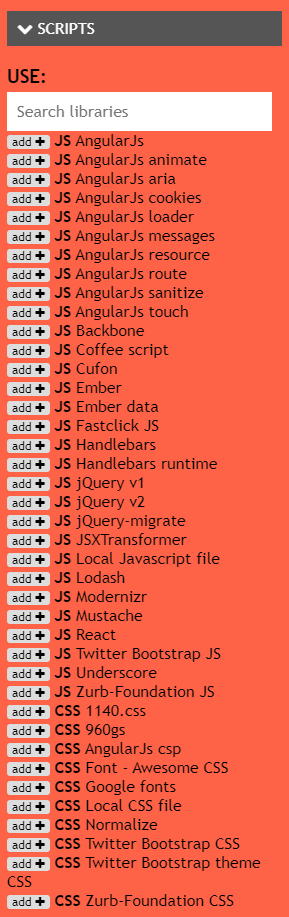 SCRIPTS
USE:
Search libraries
add JS AngularJs
add JS AngularJs animate
add JS AngularJs aria
add JS AngularJs cookies
add JS AngularJs loader
add JS AngularJs messages
add JS AngularJs resource
add JS AngularJs route
add JS AngularJs sanitize
add JS AngularJs touch
add JS Backbone
add JS Coffee script
add JS Cufon
add JS Ember
add JS Ember data
add JS Fastclick JS
add JS Handlebars
add JS Handlebars runtime
add JS jQuery v1
add JS jQuery v2
add JS jQuery-migrate
add JS JSXTransformer
add JS Local Javascript file
add JS Lodash
add JS Modernizr
add JS Mustache
add JS React
add JS Twitter Bootstrap JS
add JS Underscore
add JS Zurb-Foundation JS
add CSS 1140.css
add CSS 960gs
add CSS AngularJs csp
add CSS Font - Awesome CSS
add CSS Google fonts
add CSS Local CSS file
add CSS Normalize
add CSS Twitter Bootstrap CSS
add CSS Twitter Bootstrap theme
CSS
add CSS Zurb-Foundation CSS